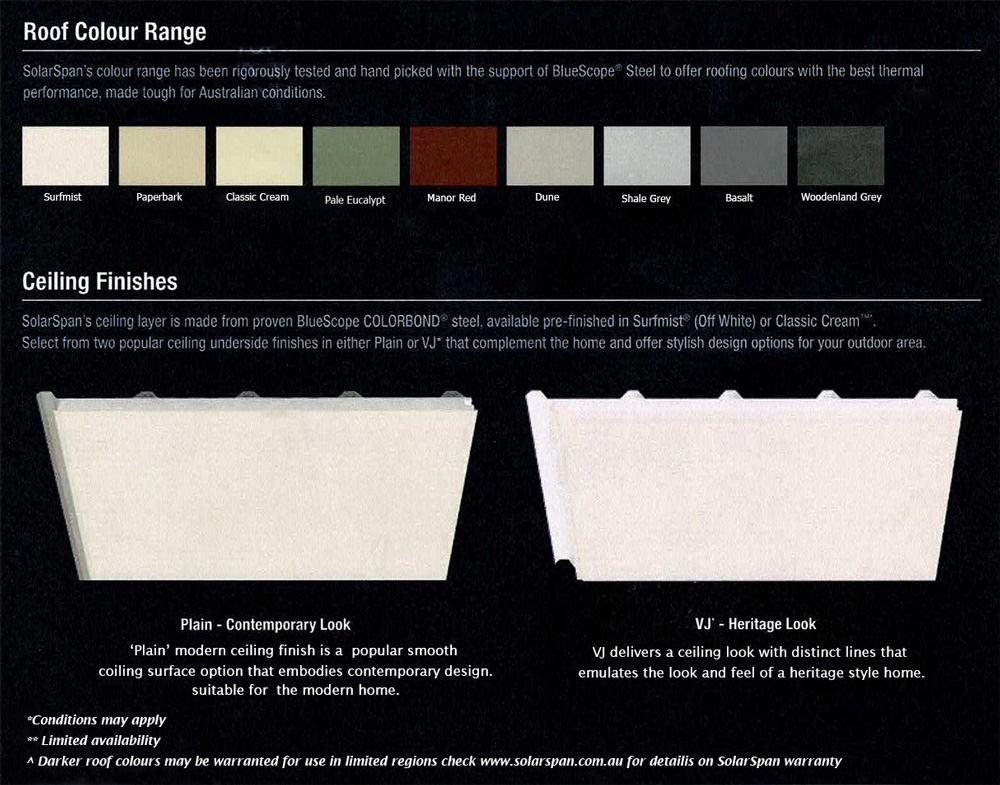 Roof Colour Range
SolarSpan's colour range has been rigorously tested and hand picked with the support of BlueScope® Steel to offer roofing colours with the best thermal
performance, made tough for Australian conditions.
Surfmist Paperbark Classic Cream Pale Eucalypt Manor Red Dune Shale Grey Basalt Woodenland Grey
Ceiling Finishes
SolarSpan's ceiling layer is made from proven BlueScope COLORBOND® steel, available pre-finished in Surfmist® (Off White) or Classic Cream™*.
Select from two popular ceiling underside finishes in either Plain or VJ* that complement the home and offer stylish design options for your outdoor area.
Plain - Contemporary Look
'Plain' modern ceiling finish is a popular smooth
coiling surface option that embodies contemporary design.
suitable for the modern home.
VJ* - Heritage Look
VJ delivers a ceiling look with distinct lines that
emulates the look and feel of a heritage style home.
*Conditions may apply
** Limited availability
^ Darker roof colours may be warranted for use in limited regions check www.solarspan.com.au for detailis on SolarSpan warranty